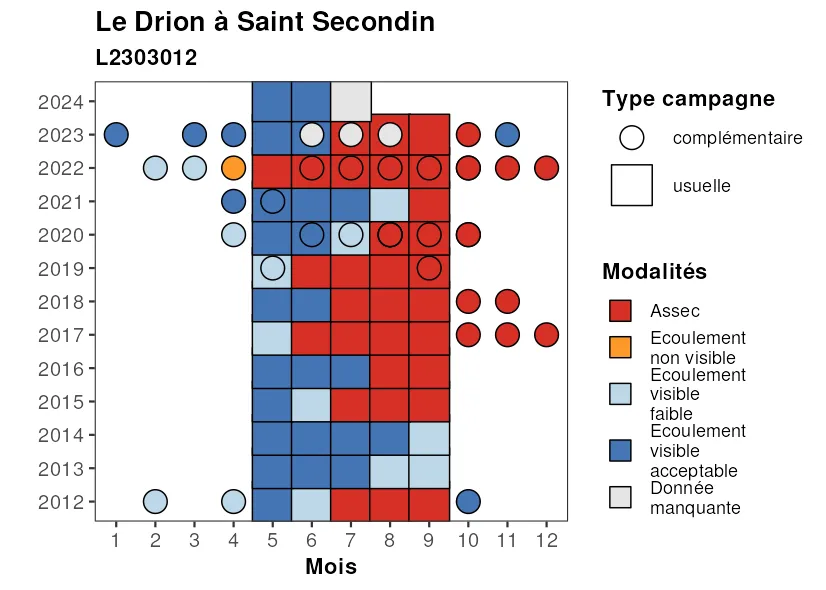 Le Drion à Saint Secondin
L2303012
2024
2023
2022
2021
2020
2019
2018
2017
2016
2015
2014
2013
2012
1 2 3 4 5 6 7 8 9 10 11 12
Mois
Type campagne
complémentaire
usuelle
Modalités
Assec
Ecoulement
non visible
Ecoulement
visible
faible
Ecoulement
visible
acceptable
Donnée
manquante